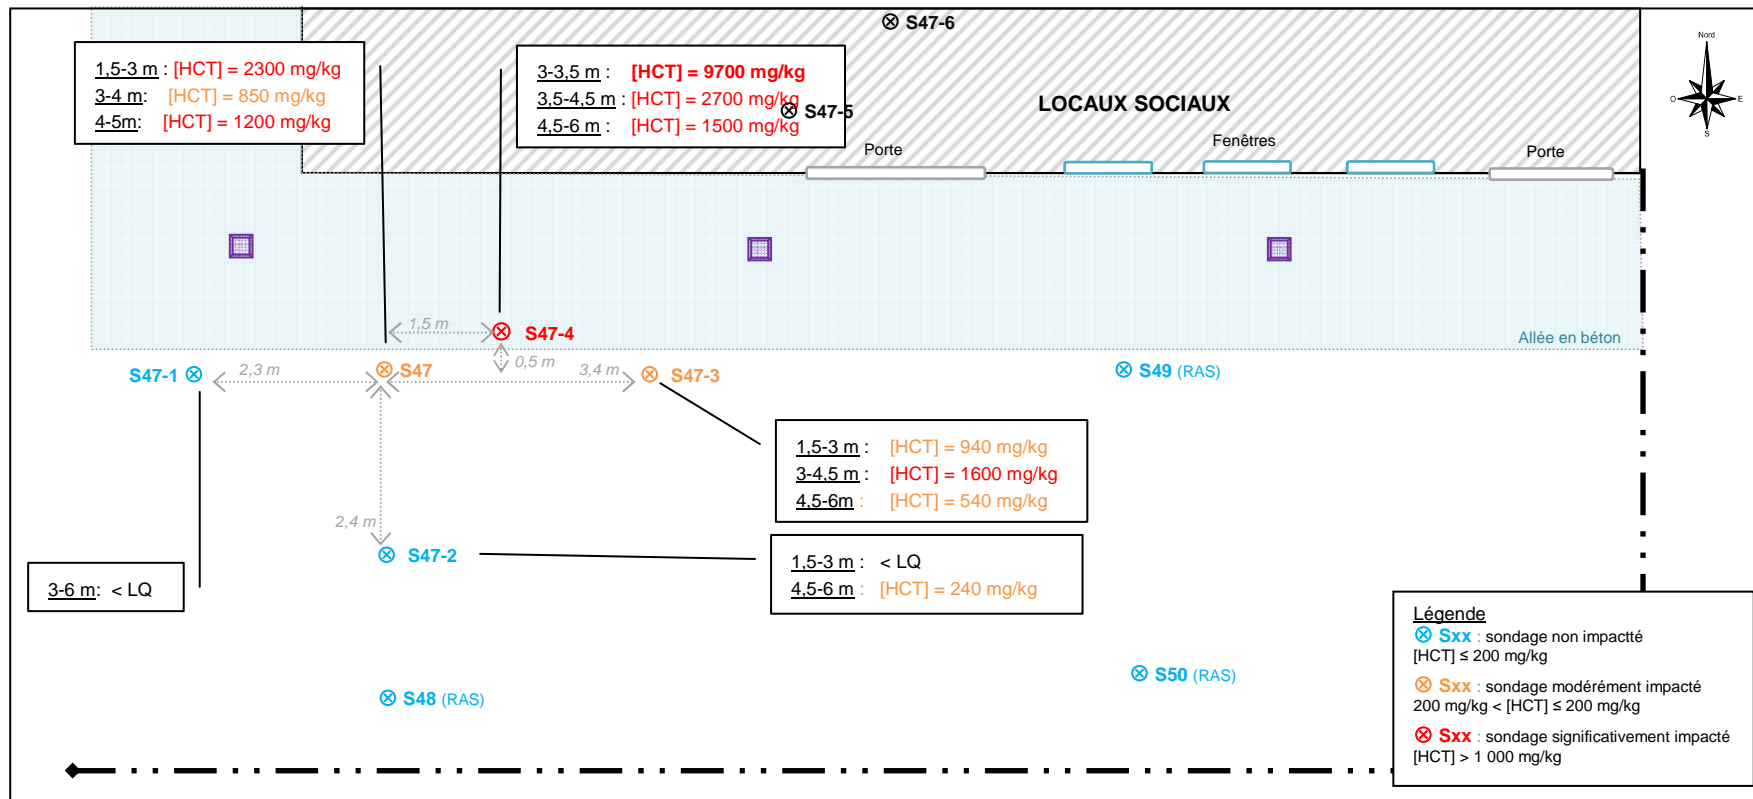 S47-6
Nord
O
E
S
1,5-3 m : [HCT] = 2300 mg/kg
3-4 m: [HCT] = 850 mg/kg
4-5m: [HCT] = 1200 mg/kg
3-3,5 m : [HCT] = 9700 mg/kg
3,5-4,5 m : [HCT] = 2700 mg/kg
4,5-6 m : [HCT] = 1500 mg/kg
S47-5
LOCAUX SOCIAUX
Porte
Fenêtres
Porte
1,5 m
S47-4
0,5 m
Allée en béton
S47-1
2,3 m
S47
3,4 m
S47-3
S49 (RAS)
1,5-3 m : [HCT] = 940 mg/kg
3-4,5 m : [HCT] = 1600 mg/kg
4,5-6m : [HCT] = 540 mg/kg
2,4 m
S47-2
1,5-3 m : < LQ
4,5-6 m : [HCT] = 240 mg/kg
3-6 m: < LQ
S48 (RAS)
S50 (RAS)
Légende
Sxx : sondage non impactté
[HCT] ≤ 200 mg/kg
Sxx : sondage modérément impacté
200 mg/kg < [HCT] ≤ 200 mg/kg
Sxx : sondage significativement impacté
[HCT] > 1 000 mg/kg